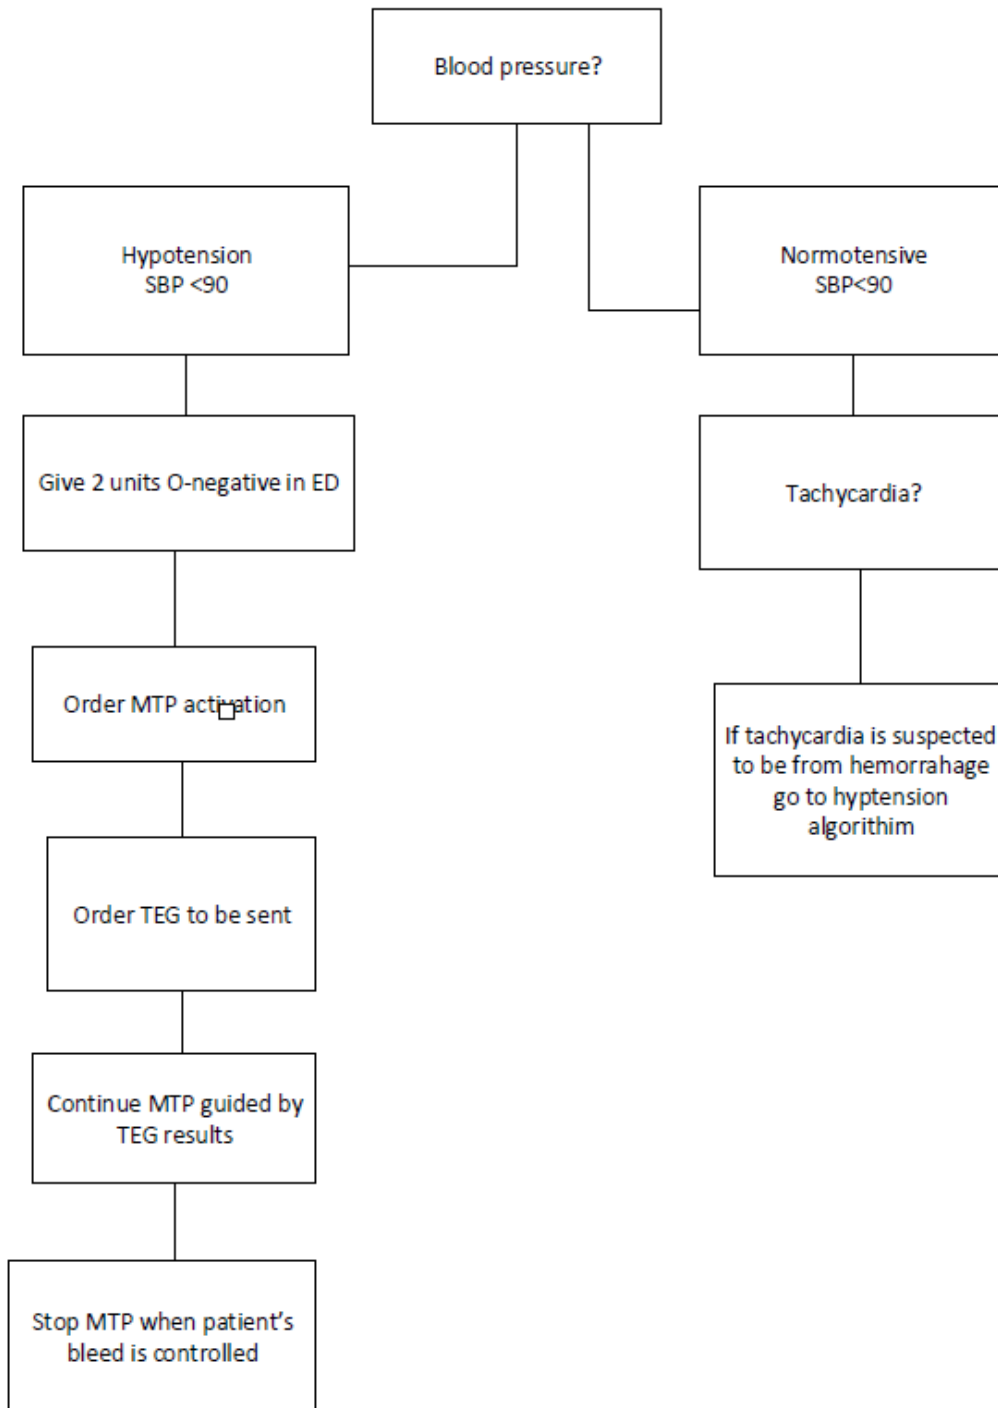 Blood pressure?
Hypotension
SBP <90
Normotensive
SBP<90
Give 2 units O-negative in ED
Tachycardia?
Order MTP activation
If tachycardia is suspected
to be from hemorrahage
go to hyptension
algorithim
Order TEG to be sent
Continue MTP guided by
TEG results
Stop MTP when patient's
bleed is controlled